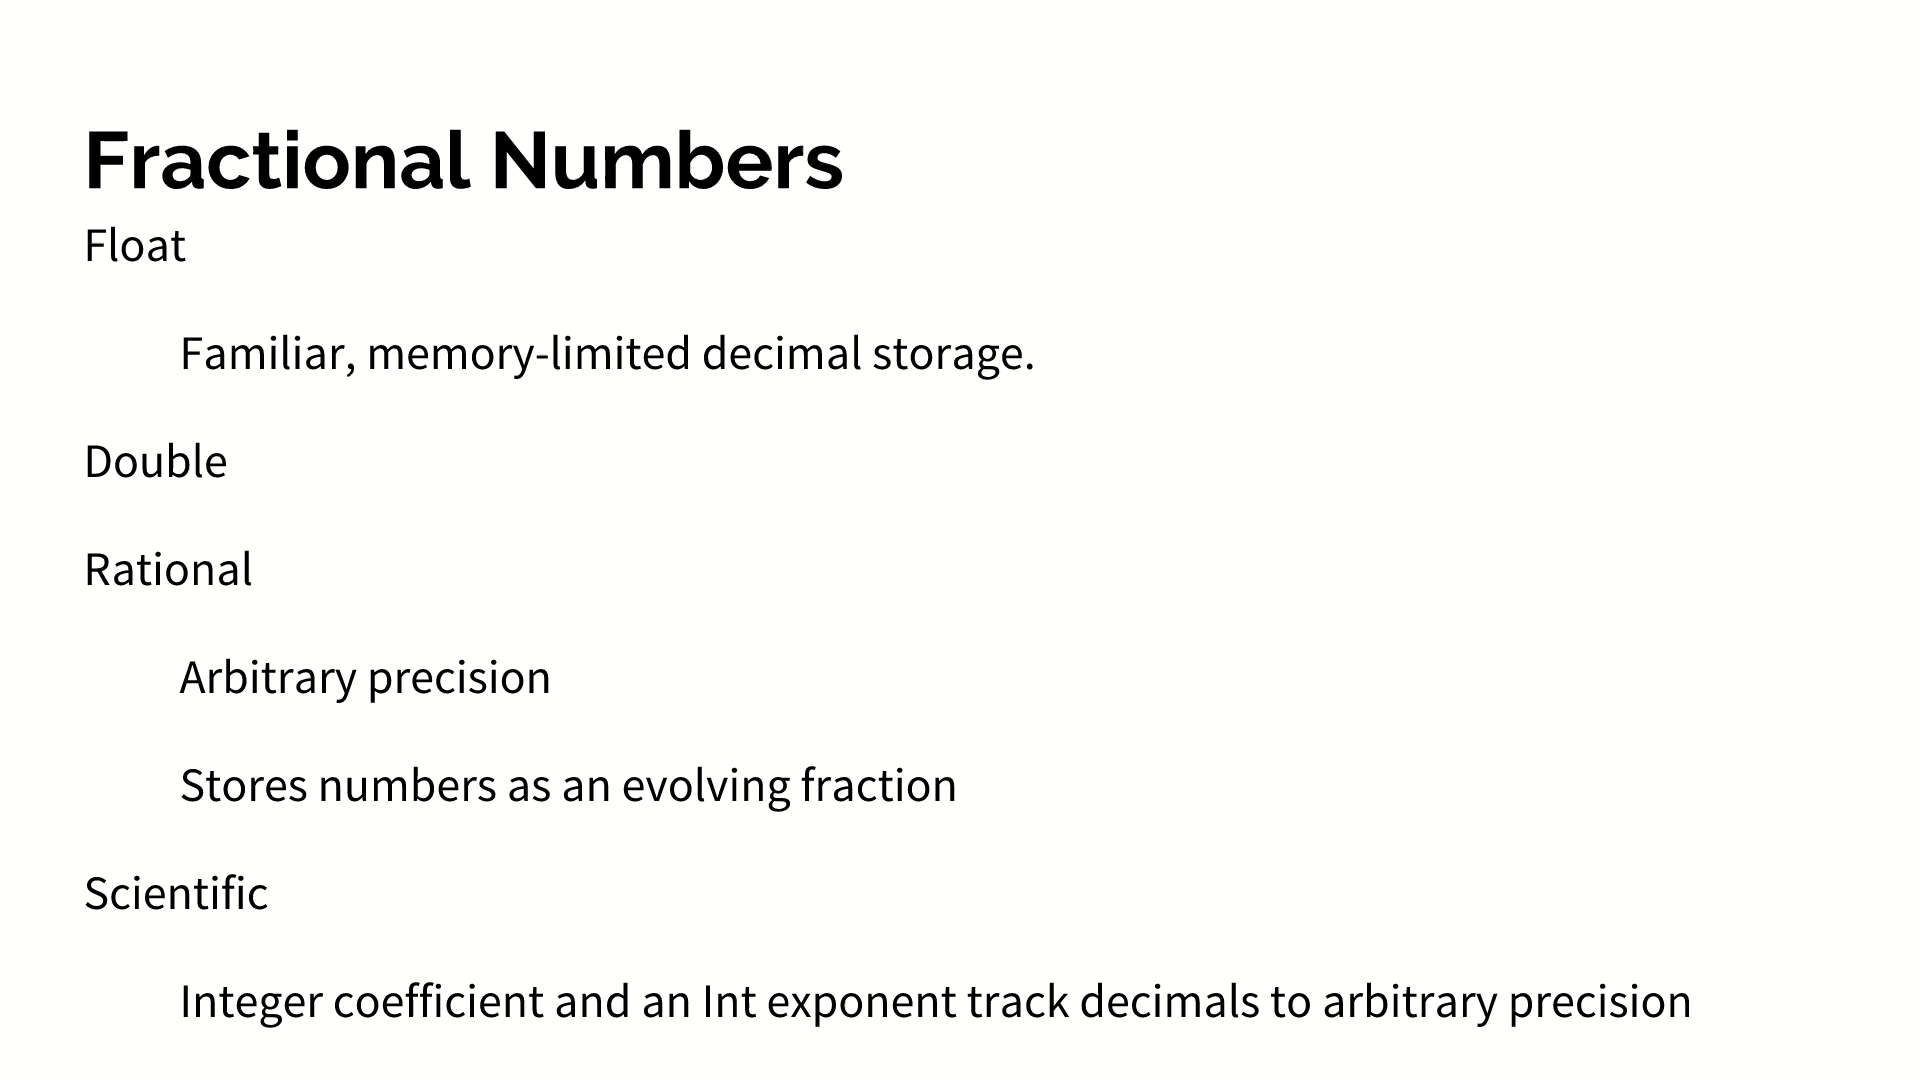 Fractional Numbers
Float
Familiar, memory-limited decimal storage.
Double
Rational
Arbitrary precision
Stores numbers as an evolving fraction
Scientific
Integer coefficient and an Int exponent track decimals to arbitrary precision